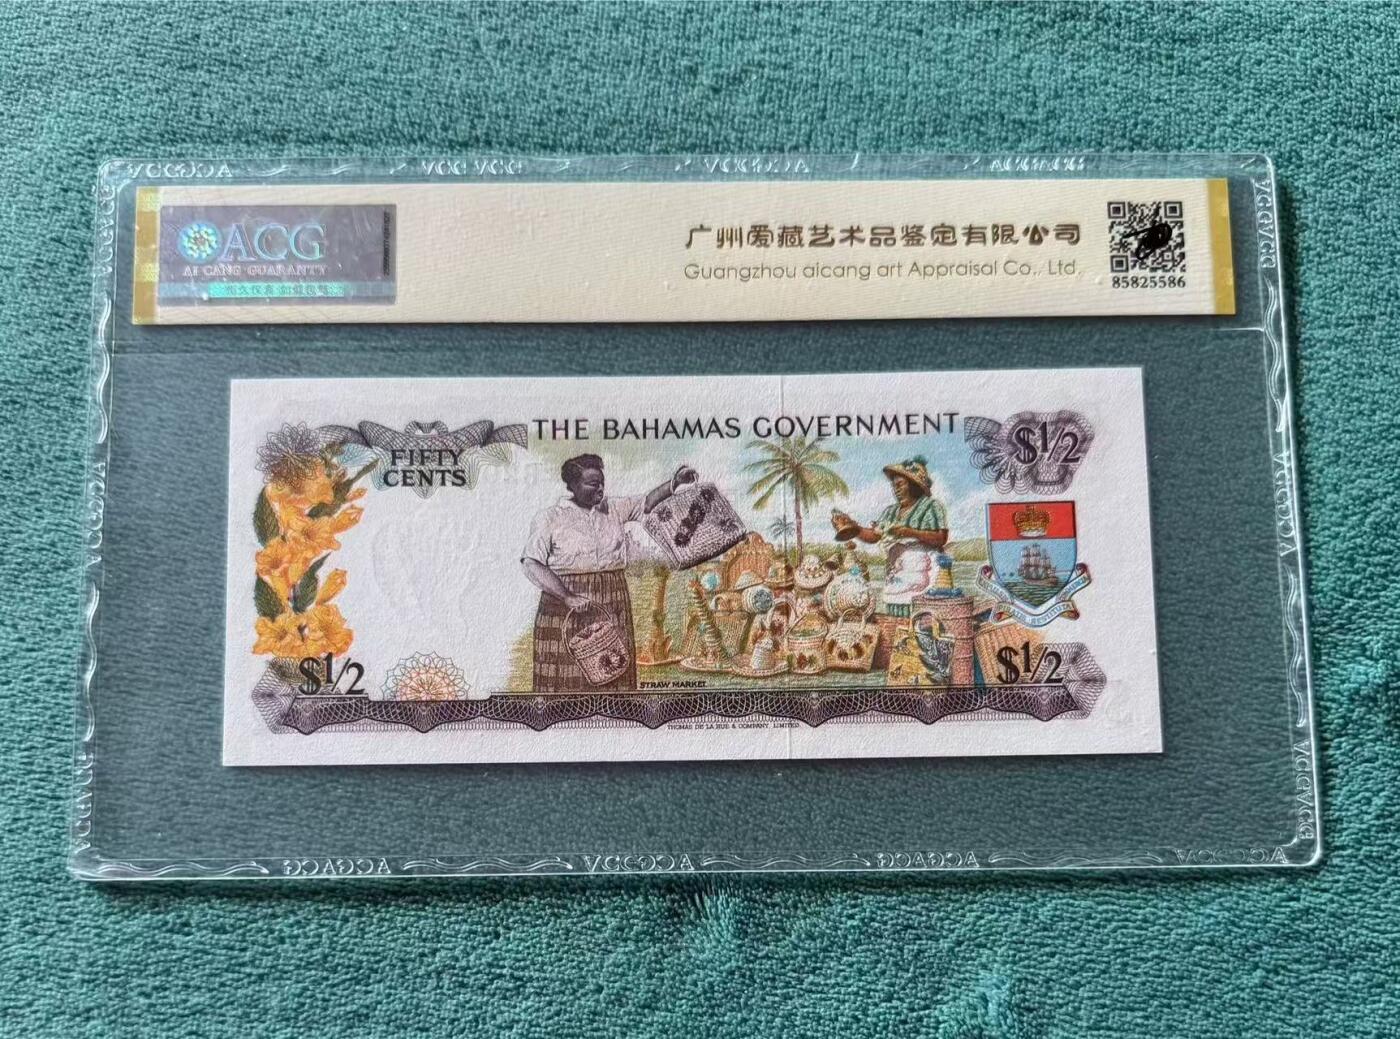 ACG
AI CANG GUARANTY
广州爱藏艺术品鉴定有限公司
Guangzhou aicang art Appraisal Co., Ltd.
85825586
THE BAHAMAS GOVERNMENT
FIFTY
CENTS
$1/2
$1/2
STRAW MARKET
$1/2
THOMAS DE LA RUE & COMPANY, LIMITED